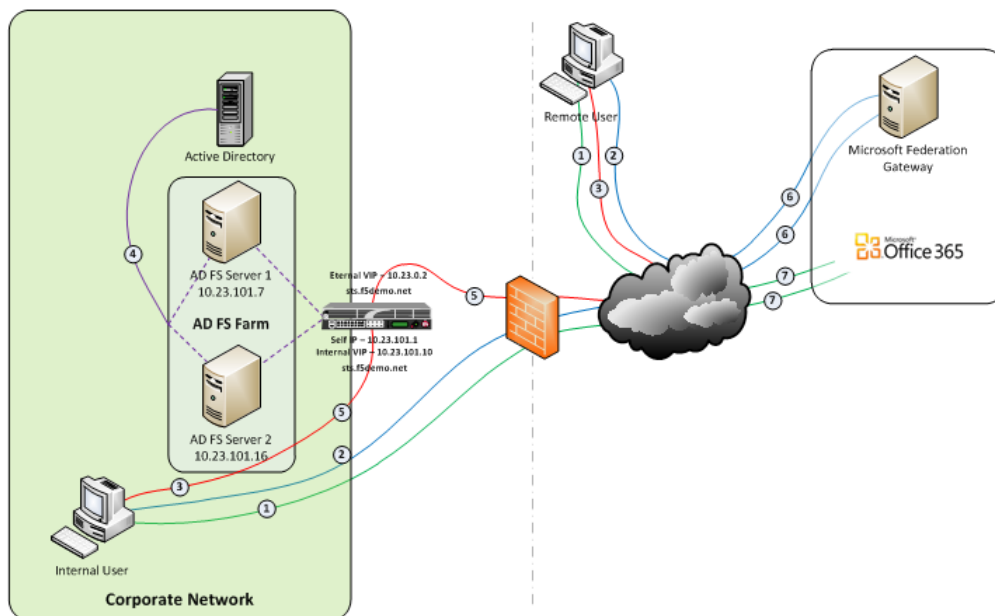 Active Directory
AD FS Server 1
10.23.101.7
AD FS Farm
AD FS Server 2
10.23.101.16
Internal User
Corporate Network
Eternal VIP – 10.23.0.2
sts.f5demo.net
Self IP – 10.23.101.1
Internal VIP – 10.23.101.10
sts.f5demo.net
Remote User
Microsoft Federation
Gateway
Microsoft
Office 365
4
5
5
3
2
1
1
3
2
6
6
7
7